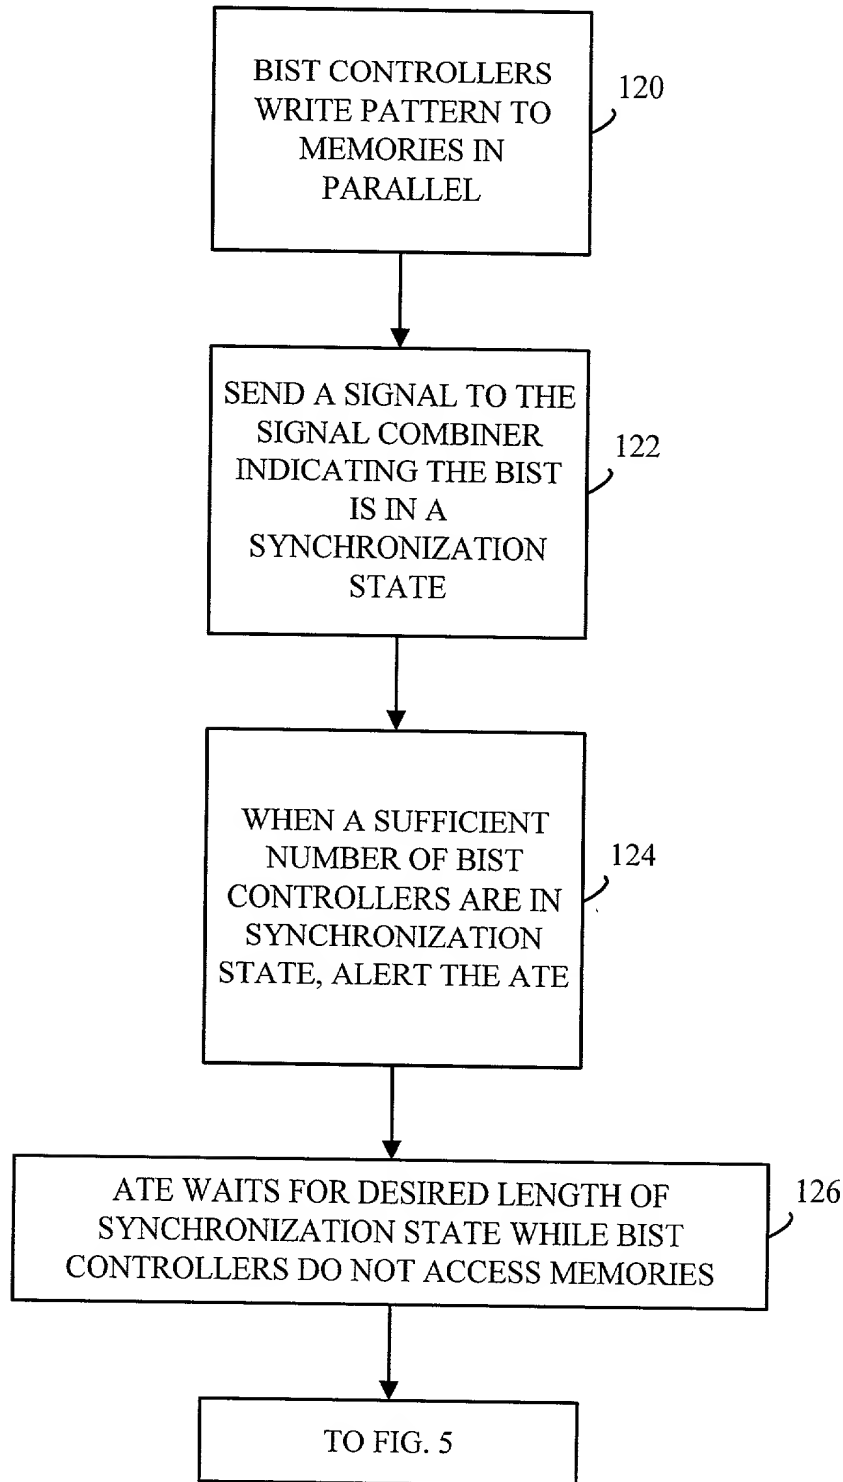 BIST CONTROLLERS
WRITE PATTERN TO
MEMORIES IN
PARALLEL
120
SEND A SIGNAL TO THE
SIGNAL COMBINER
INDICATING THE BIST
IS IN A
SYNCHRONIZATION
STATE
122
WHEN A SUFFICIENT
NUMBER OF BIST
CONTROLLERS ARE IN
SYNCHRONIZATION
STATE, ALERT THE ATE
124
ATE WAITS FOR DESIRED LENGTH OF
SYNCHRONIZATION STATE WHILE BIST
CONTROLLERS DO NOT ACCESS MEMORIES
126
TO FIG. 5